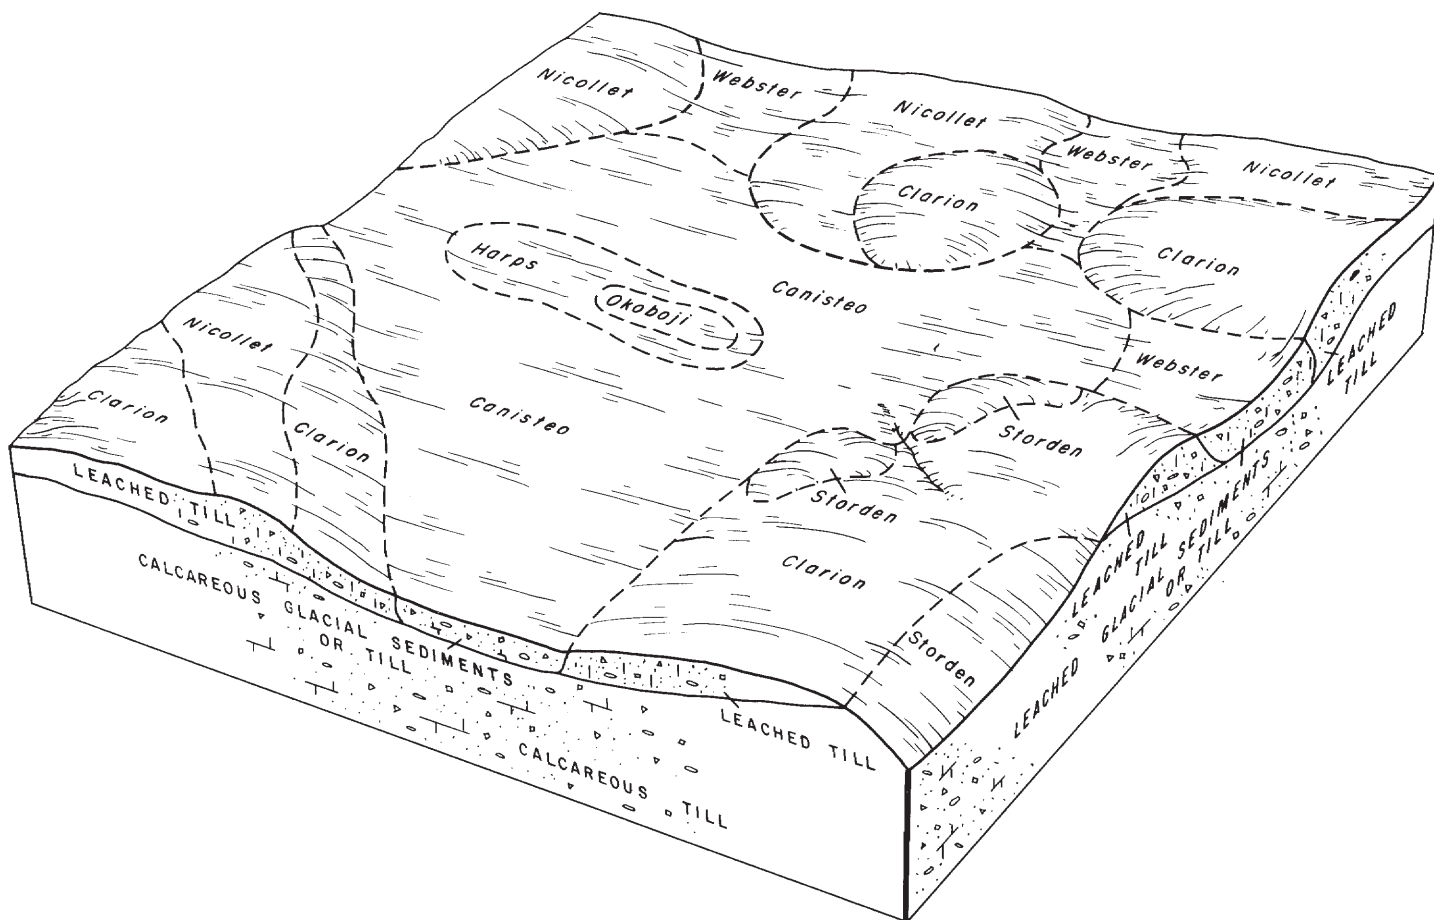 Nicollet
Webster
Nicollet
Webster
Nicollet
Clarion
Clarion
Harps
Okoboji
Canisteo
Nicollet
Webster
Clarion
Clarion
Canisteo
Storden
Storden
Clarion
Storden
LEACHED TILL
CALCAREOUS GLACIAL SEDIMENTS
OR TILL
CALCAREOUS TILL
LEACHED TILL
LEACHED
TILL
LEACHED
TILL
LEACHED GLACIAL SEDIMENTS
OR TILL